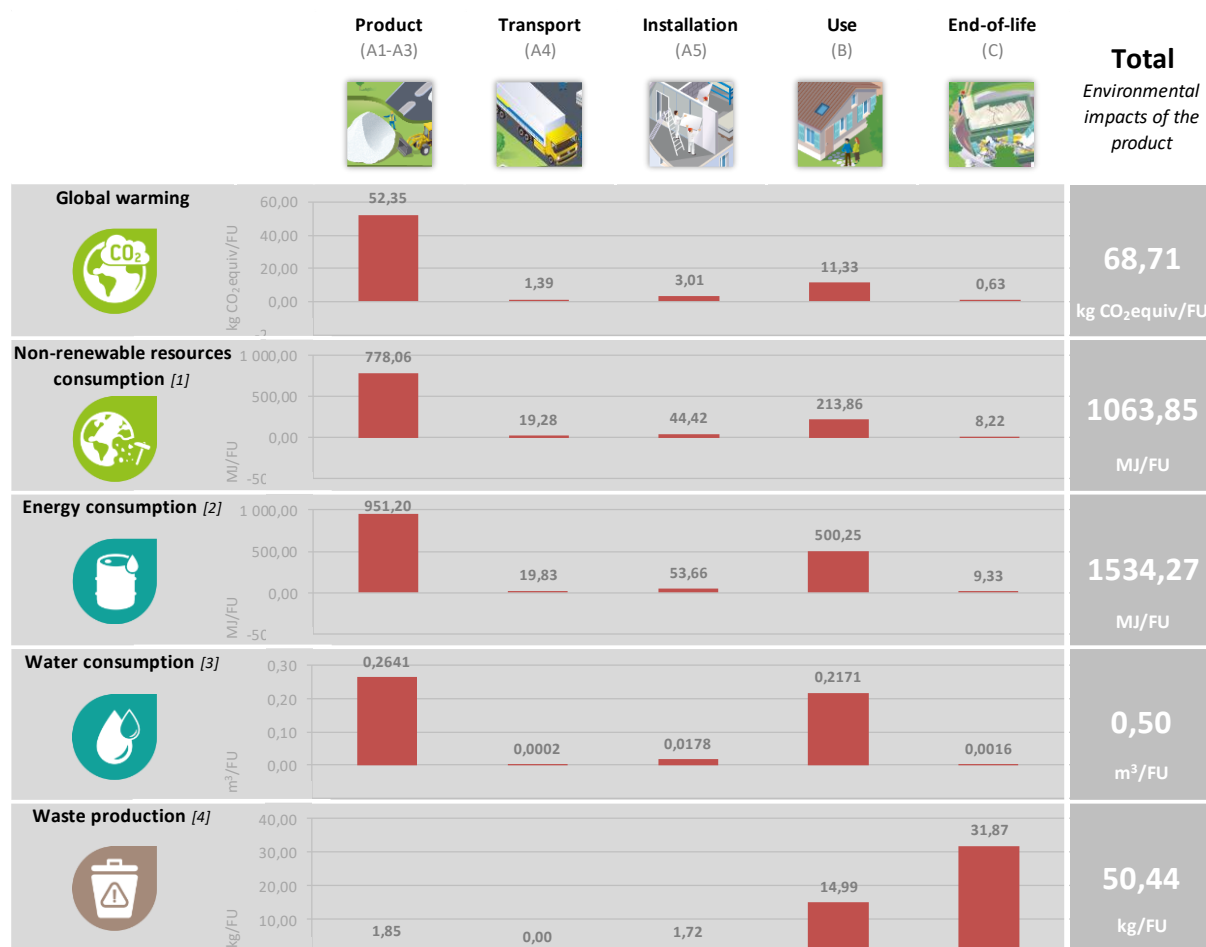 Product
(A1-A3)
Transport
(A4)
Installation
(A5)
Use
(B)
End-of-life
(C)
Total
Environmental
impacts of the
product
Global warming
CO2
kg CO2equiv/FU
60,00
40,00
20,00
0,00
52,35
1,39
3,01
11,33
0,63
68,71
kg CO2equiv/FU
Non-renewable resources
consumption [1]
MJ/FU
1 000,00
500,00
0,00
-50
778,06
19,28
44,42
213,86
8,22
1063,85
MJ/FU
Energy consumption [2]
MJ/FU
1 000,00
500,00
0,00
-50
951,20
19,83
53,66
500,25
9,33
1534,27
MJ/FU
Water consumption [3]
m3/FU
0,30
0,20
0,10
0,00
0,2641
0,0002
0,0178
0,2171
0,0016
0,50
m3/FU
Waste production [4]
kg/FU
40,00
30,00
20,00
10,00
1,85
0,00
1,72
14,99
31,87
50,44
kg/FU